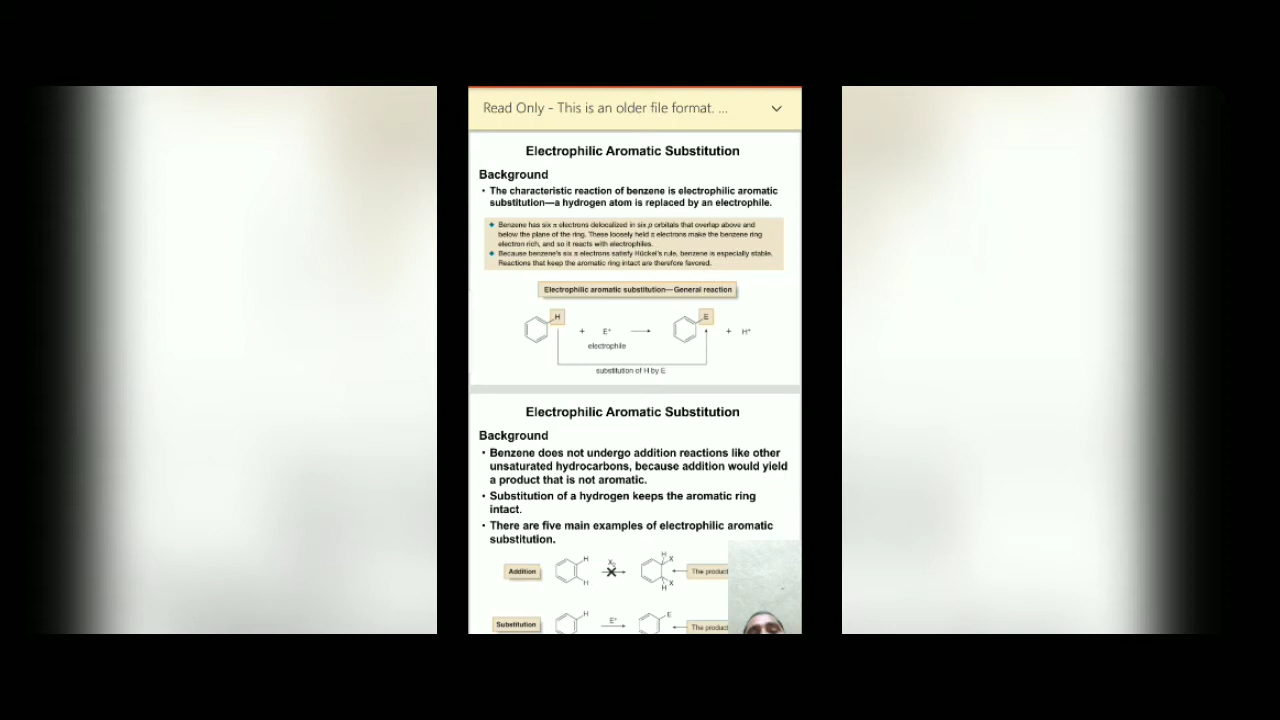 Read Only - This is an older file format. ...
Electrophilic Aromatic Substitution
Background
• The characteristic reaction of benzene is electrophilic aromatic
substitution—a hydrogen atom is replaced by an electrophile.
Benzene has six π electrons delocalized in six p orbitals that overlap above and
below the plane of the ring. These loosely held π electrons make the benzene ring
electron rich, and so it reacts with electrophiles.
Because benzene's six π electrons satisfy Hückel's rule, benzene is especially stable.
Reactions that keep the aromatic ring intact are therefore favored.
Electrophilic aromatic substitution—General reaction
H + E⁺ E + H⁺
electrophile
substitution of H by E
Electrophilic Aromatic Substitution
Background
• Benzene does not undergo addition reactions like other
unsaturated hydrocarbons, because addition would yield
a product that is not aromatic.
• Substitution of a hydrogen keeps the aromatic ring
intact.
• There are five main examples of electrophilic aromatic
substitution.
Addition H H H X H X The product
Substitution H E⁺ E The product